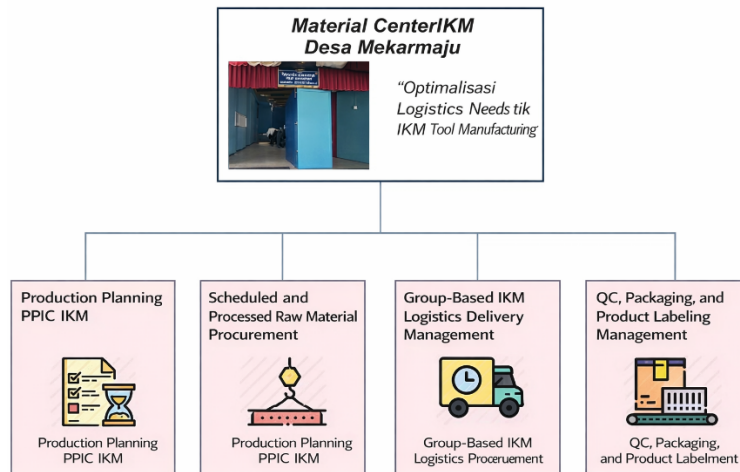 Material CenterIKM
Desa Mekarmaju
“Optimalisasi
Logistics Needs tik
IKM Tool Manufacturing
Production Planning
PPIC IKM
Scheduled and
Processed Raw Material
Procurement
Group-Based IKM
Logistics Delivery
Management
QC, Packaging, and
Product Labeling
Management
Production Planning
PPIC IKM
Production Planning
PPIC IKM
Group-Based IKM
Logistics Proceruement
QC, Packaging,
and Product Labelment